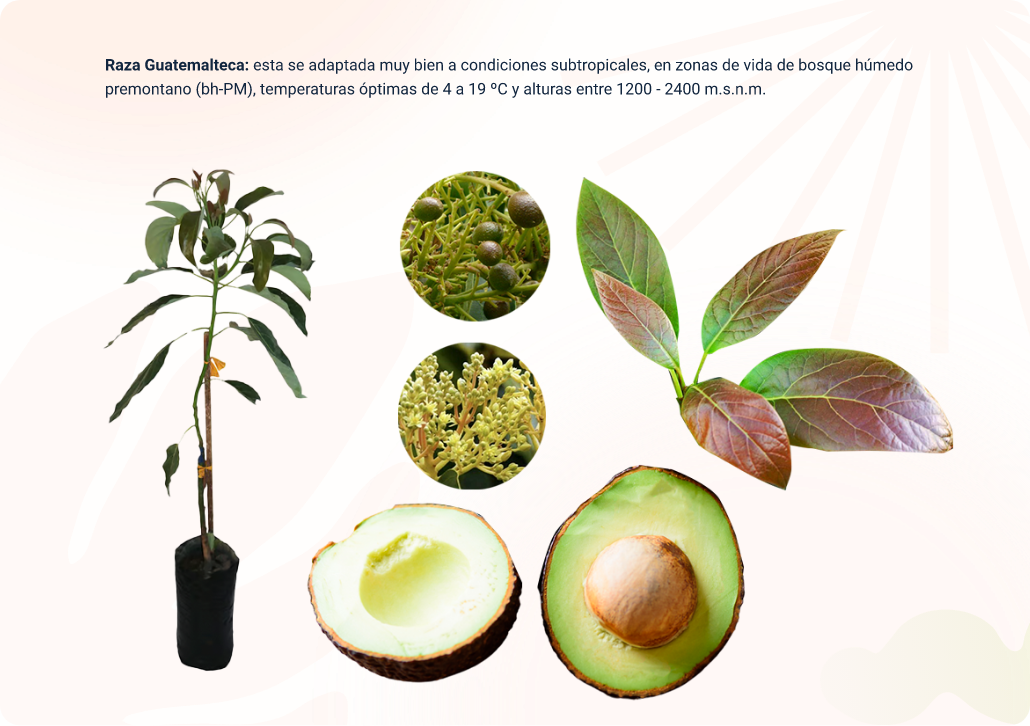 Raza Guatemalteca: esta se adaptada muy bien a condiciones subtropicales, en zonas de vida de bosque húmedo
premontano (bh-PM), temperaturas óptimas de 4 a 19 ºC y alturas entre 1200 - 2400 m.s.n.m.